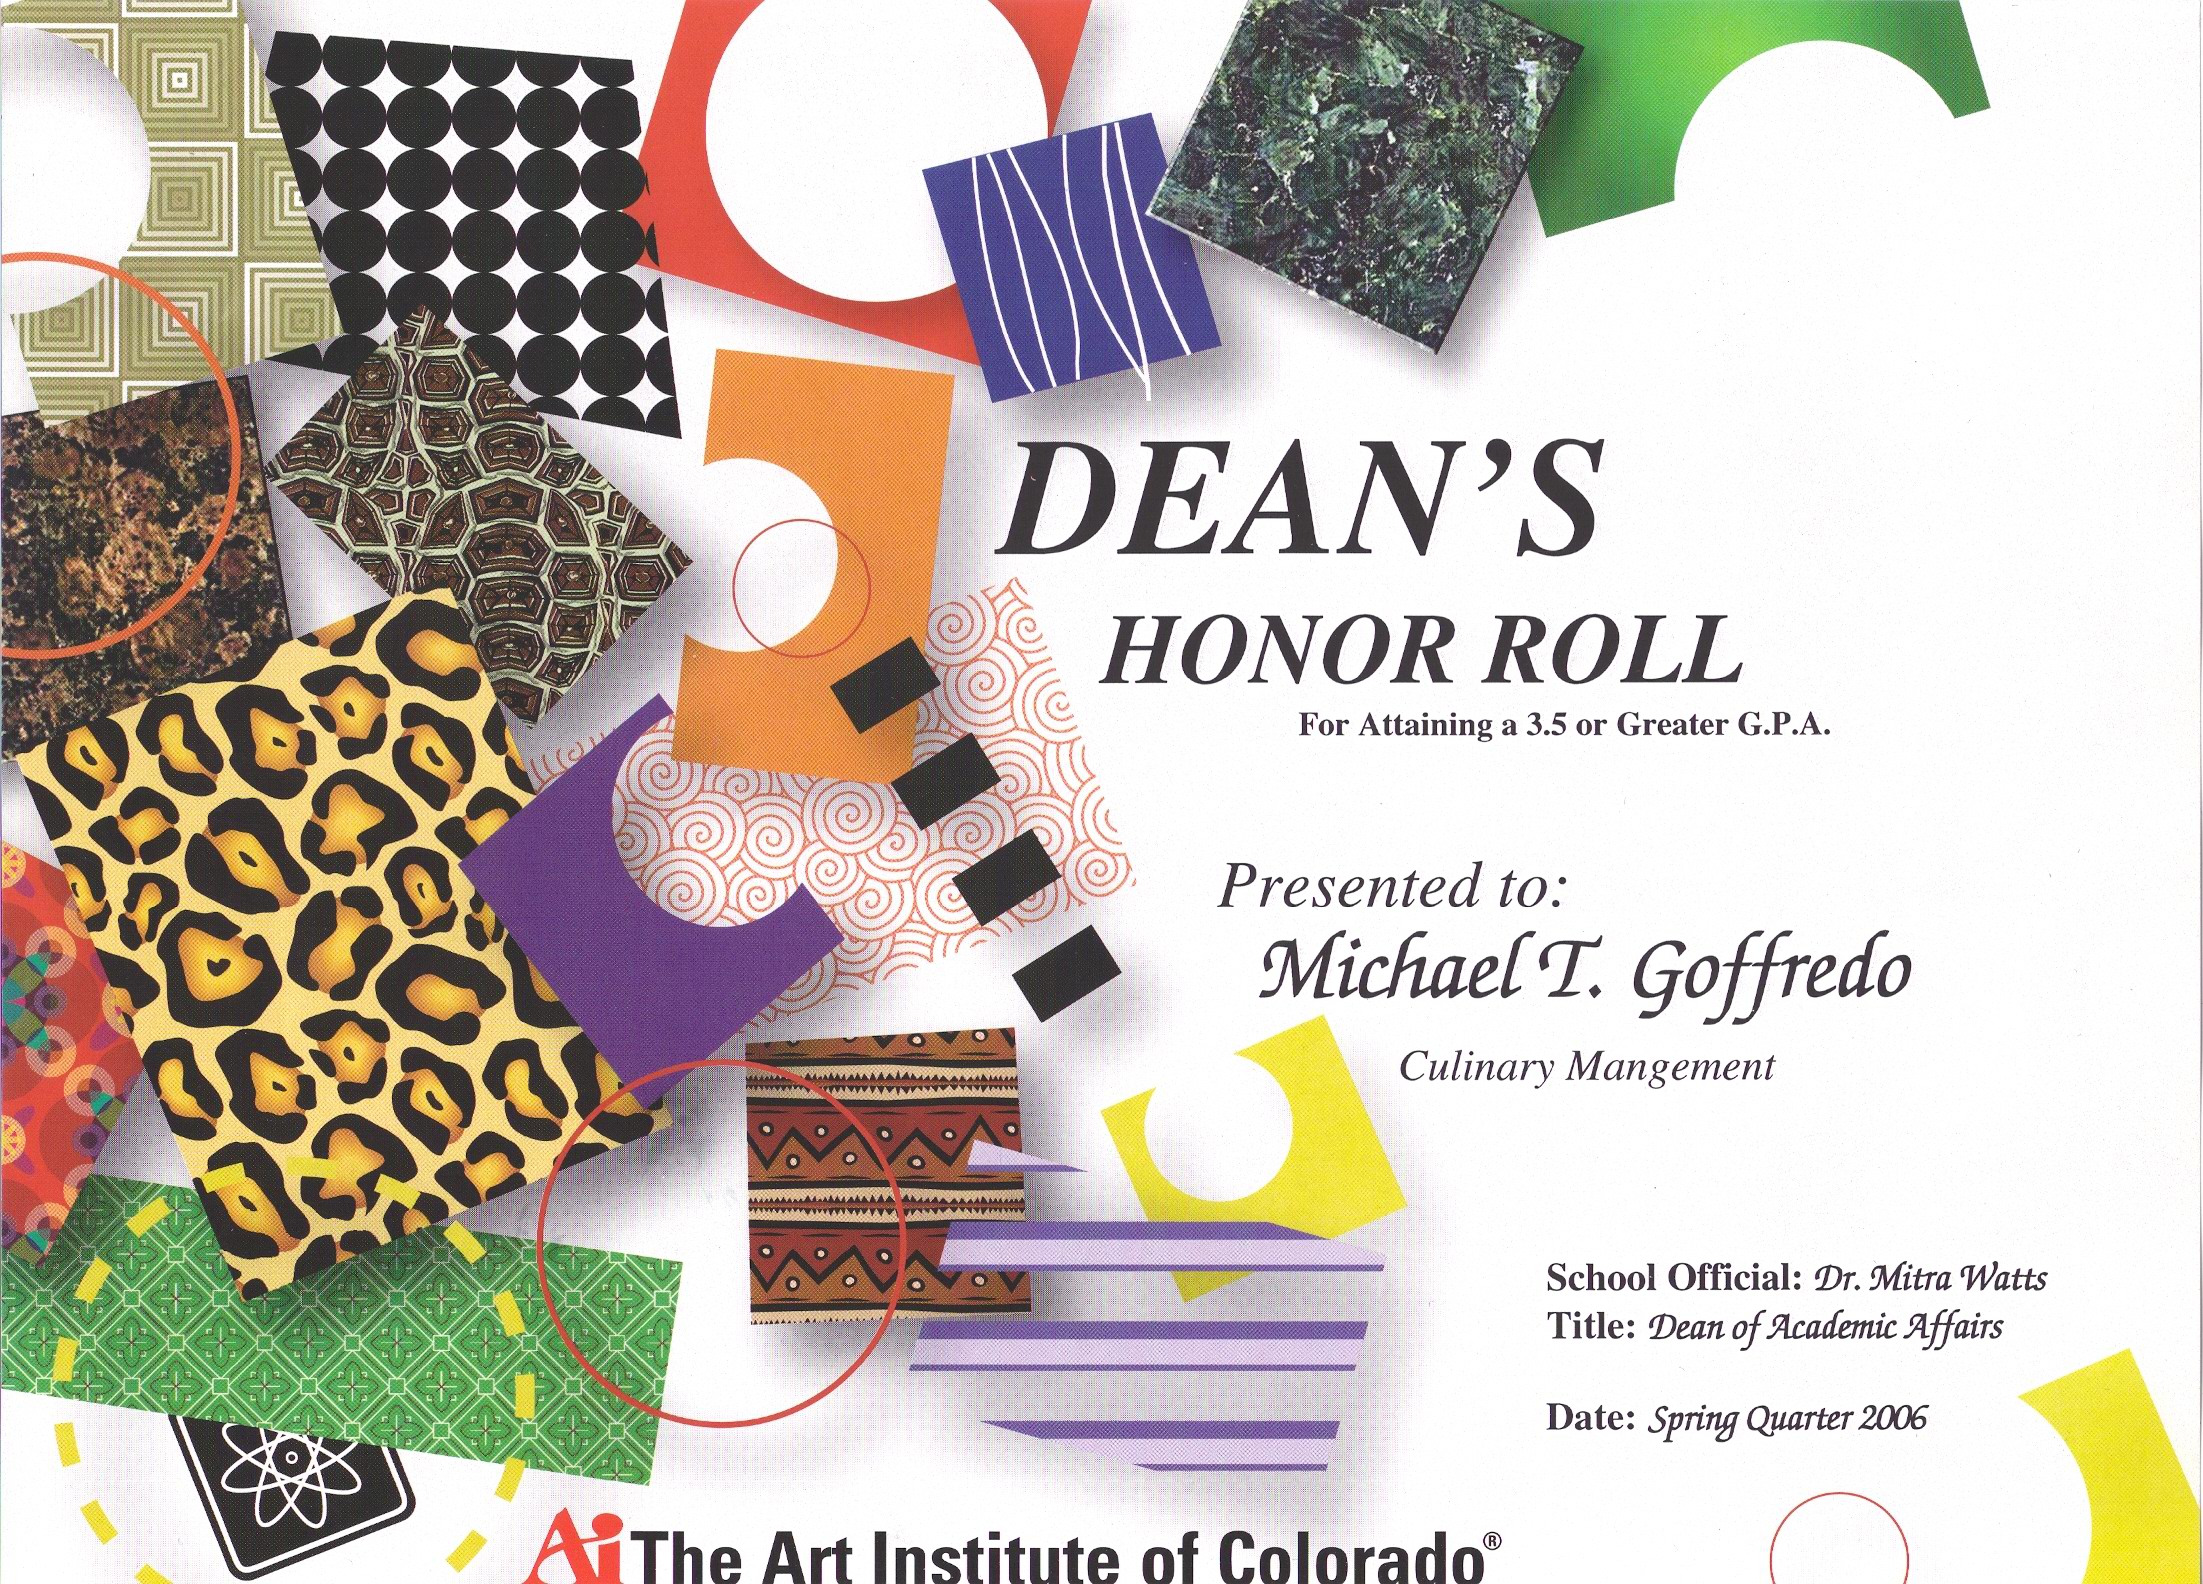 DEAN'S
HONOR ROLL
For Attaining a 3.5 or Greater G.P.A.
Presented to:
Michael T. Goffredo
Culinary Mangement
School Official: Dr. Mitra Watts
Title: Dean of Academic Affairs
Date: Spring Quarter 2006
Ai The Art Institute of Colorado®